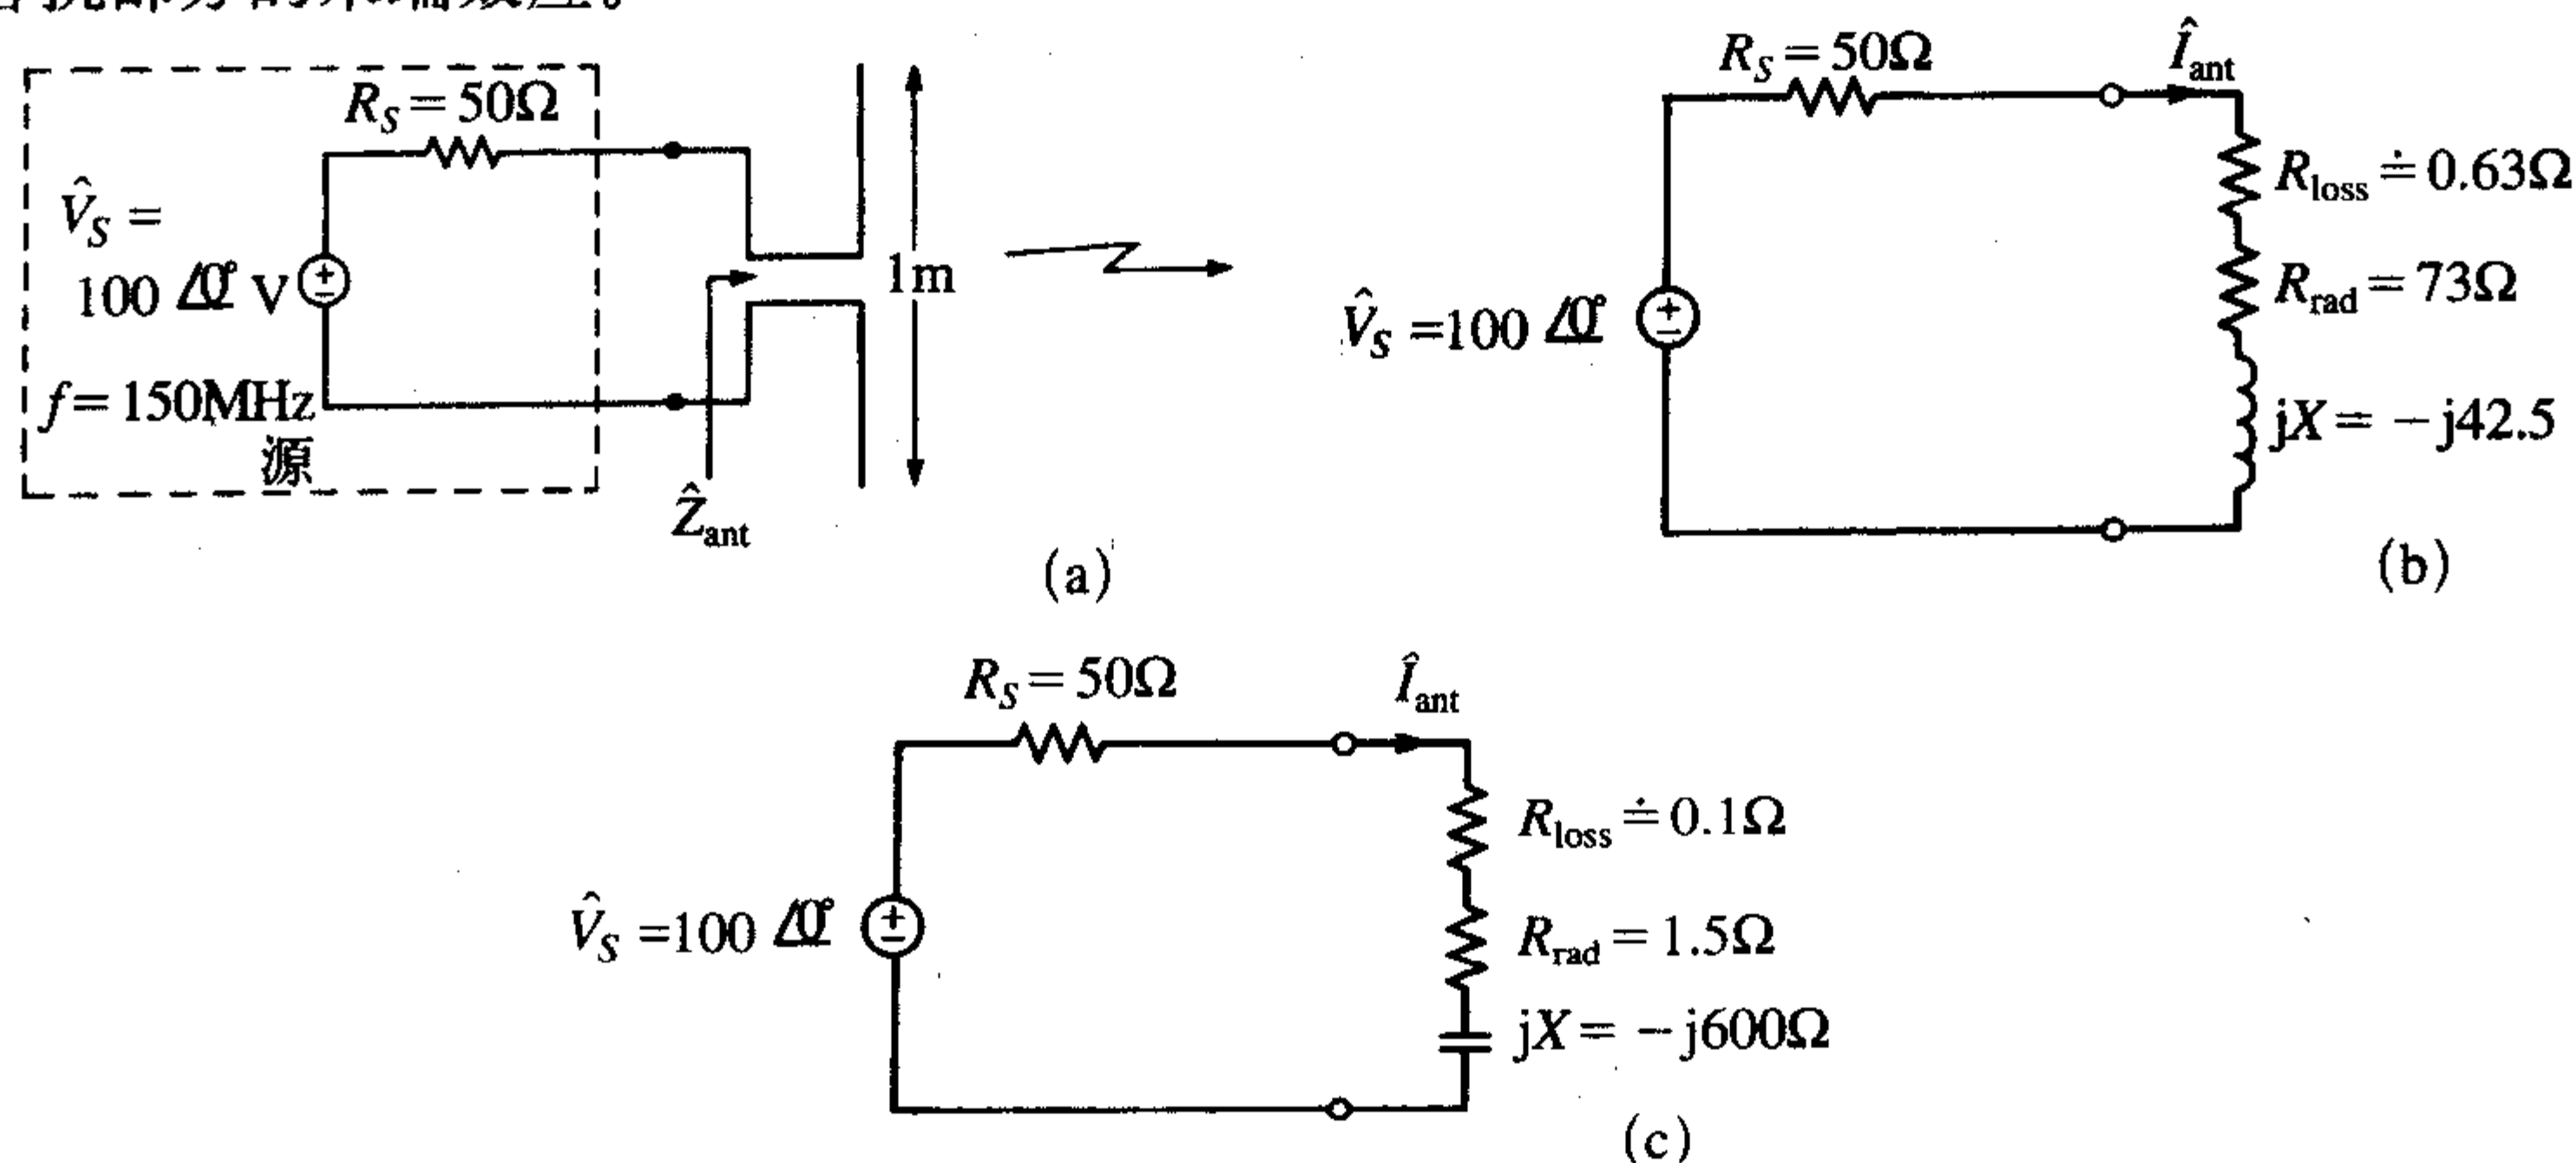 R_S = 50Ω
V̂_S =
100 ∠0° V
f = 150MHz
源
Ẑ_ant
1m
(a)
R_S = 50Ω
Î_ant
R_loss ≐ 0.63Ω
R_rad = 73Ω
jX = −j42.5
V̂_S =100 ∠0°
(b)
R_S = 50Ω
Î_ant
R_loss ≐ 0.1Ω
R_rad = 1.5Ω
jX = −j600Ω
V̂_S =100 ∠0°
(c)